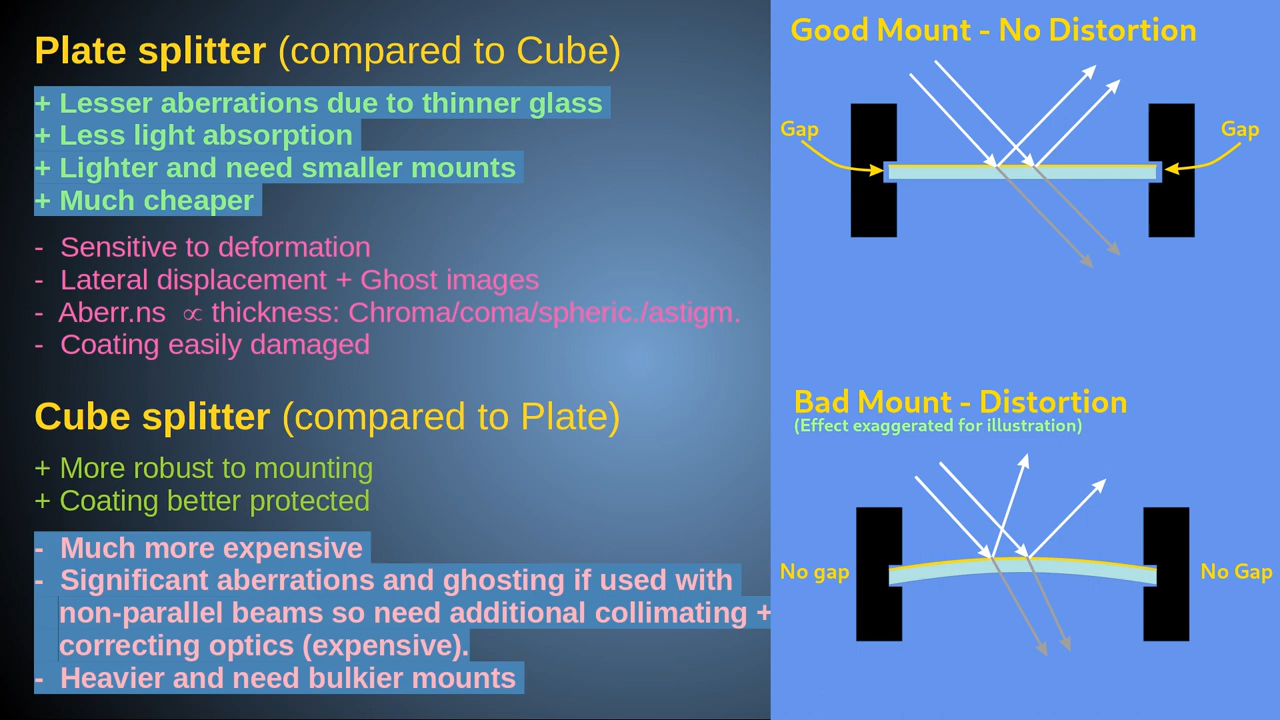 Plate splitter (compared to Cube)
+ Lesser aberrations due to thinner glass
+ Less light absorption
+ Lighter and need smaller mounts
+ Much cheaper
- Sensitive to deformation
- Lateral displacement + Ghost images
- Aberr.ns ∝ thickness: Chroma/coma/spheric./astigm.
- Coating easily damaged
Cube splitter (compared to Plate)
+ More robust to mounting
+ Coating better protected
- Much more expensive
- Significant aberrations and ghosting if used with
non-parallel beams so need additional collimating +
correcting optics (expensive).
- Heavier and need bulkier mounts
Good Mount - No Distortion
Gap
Gap
Bad Mount - Distortion
(Effect exaggerated for illustration)
No gap
No Gap